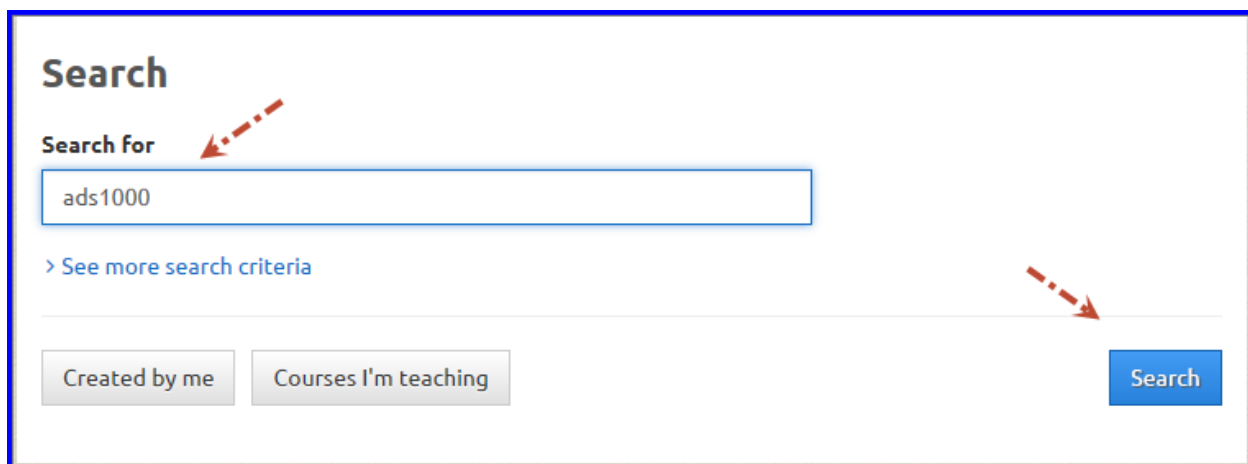 Search
Search for
ads1000
> See more search criteria
Created by me Courses I'm teaching Search